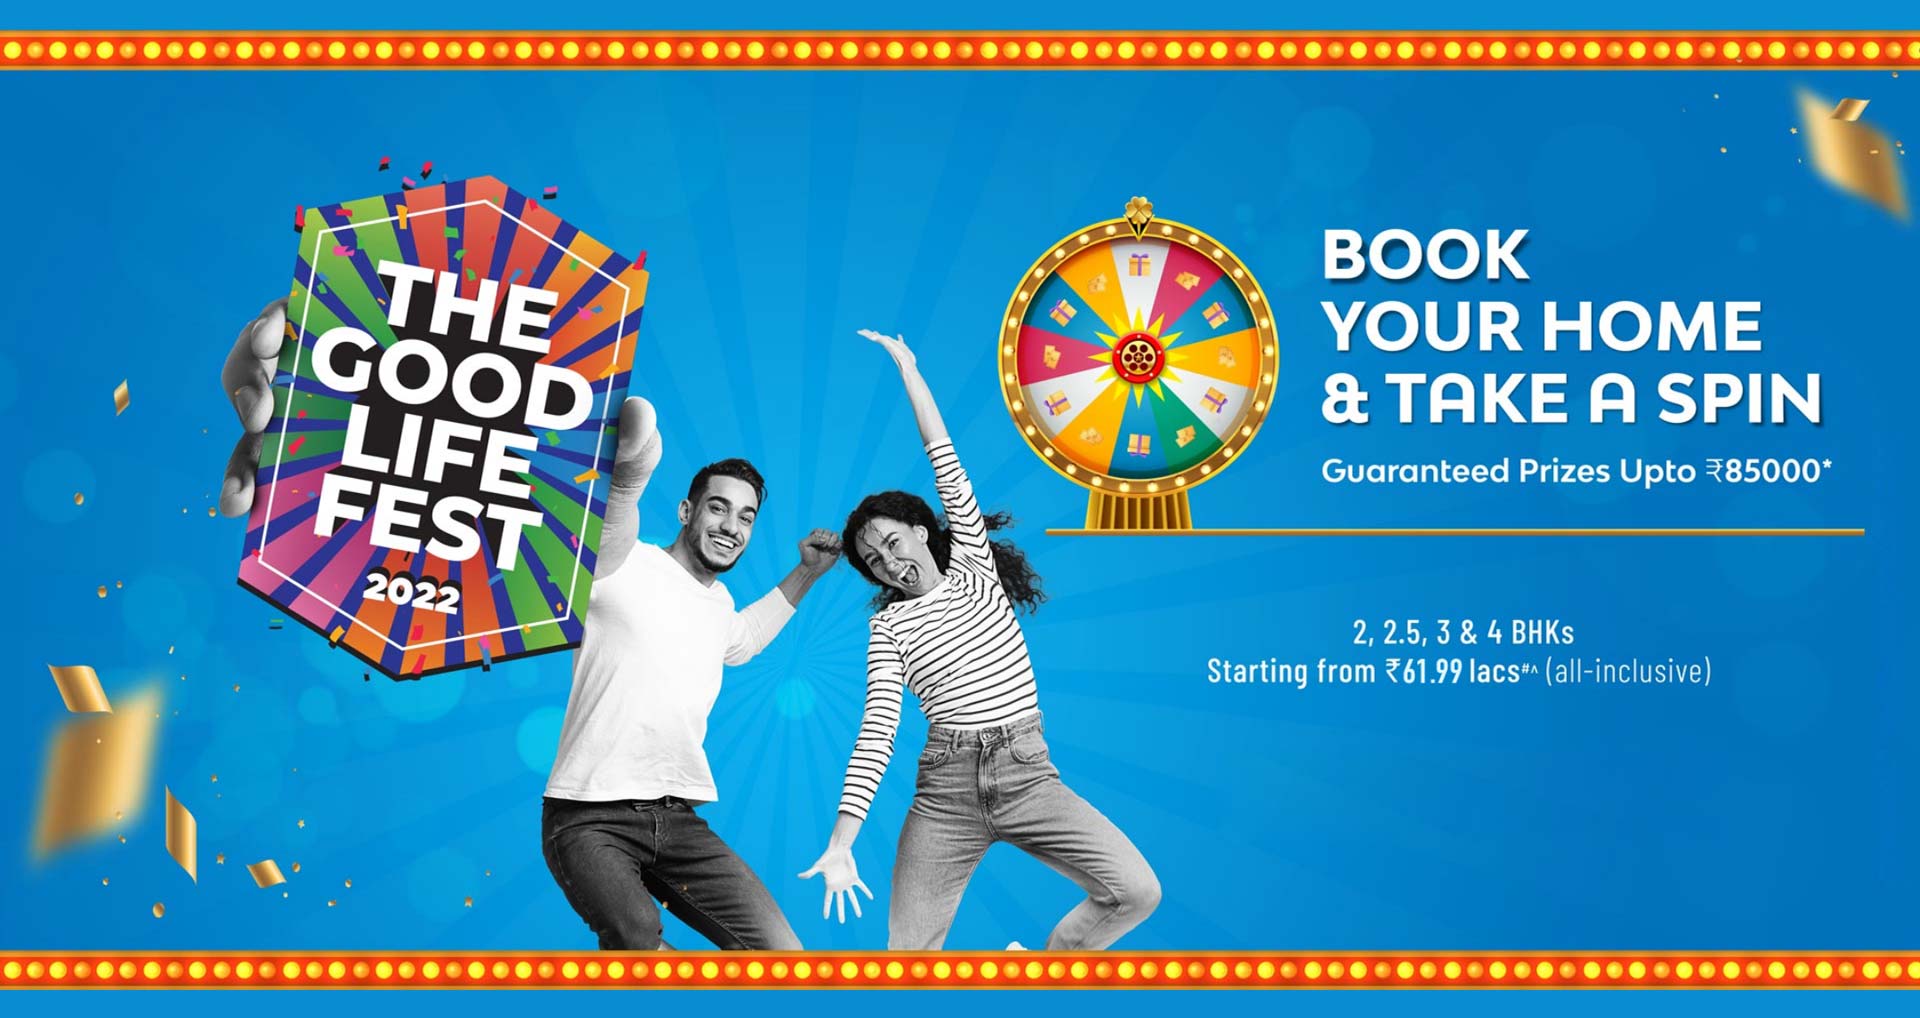 THE
GOOD
LIFE
FEST
2022
BOOK
YOUR HOME
& TAKE A SPIN
Guaranteed Prizes Upto ₹85000*
2, 2.5, 3 & 4 BHKs
Starting from ₹61.99 lacs#^ (all-inclusive)